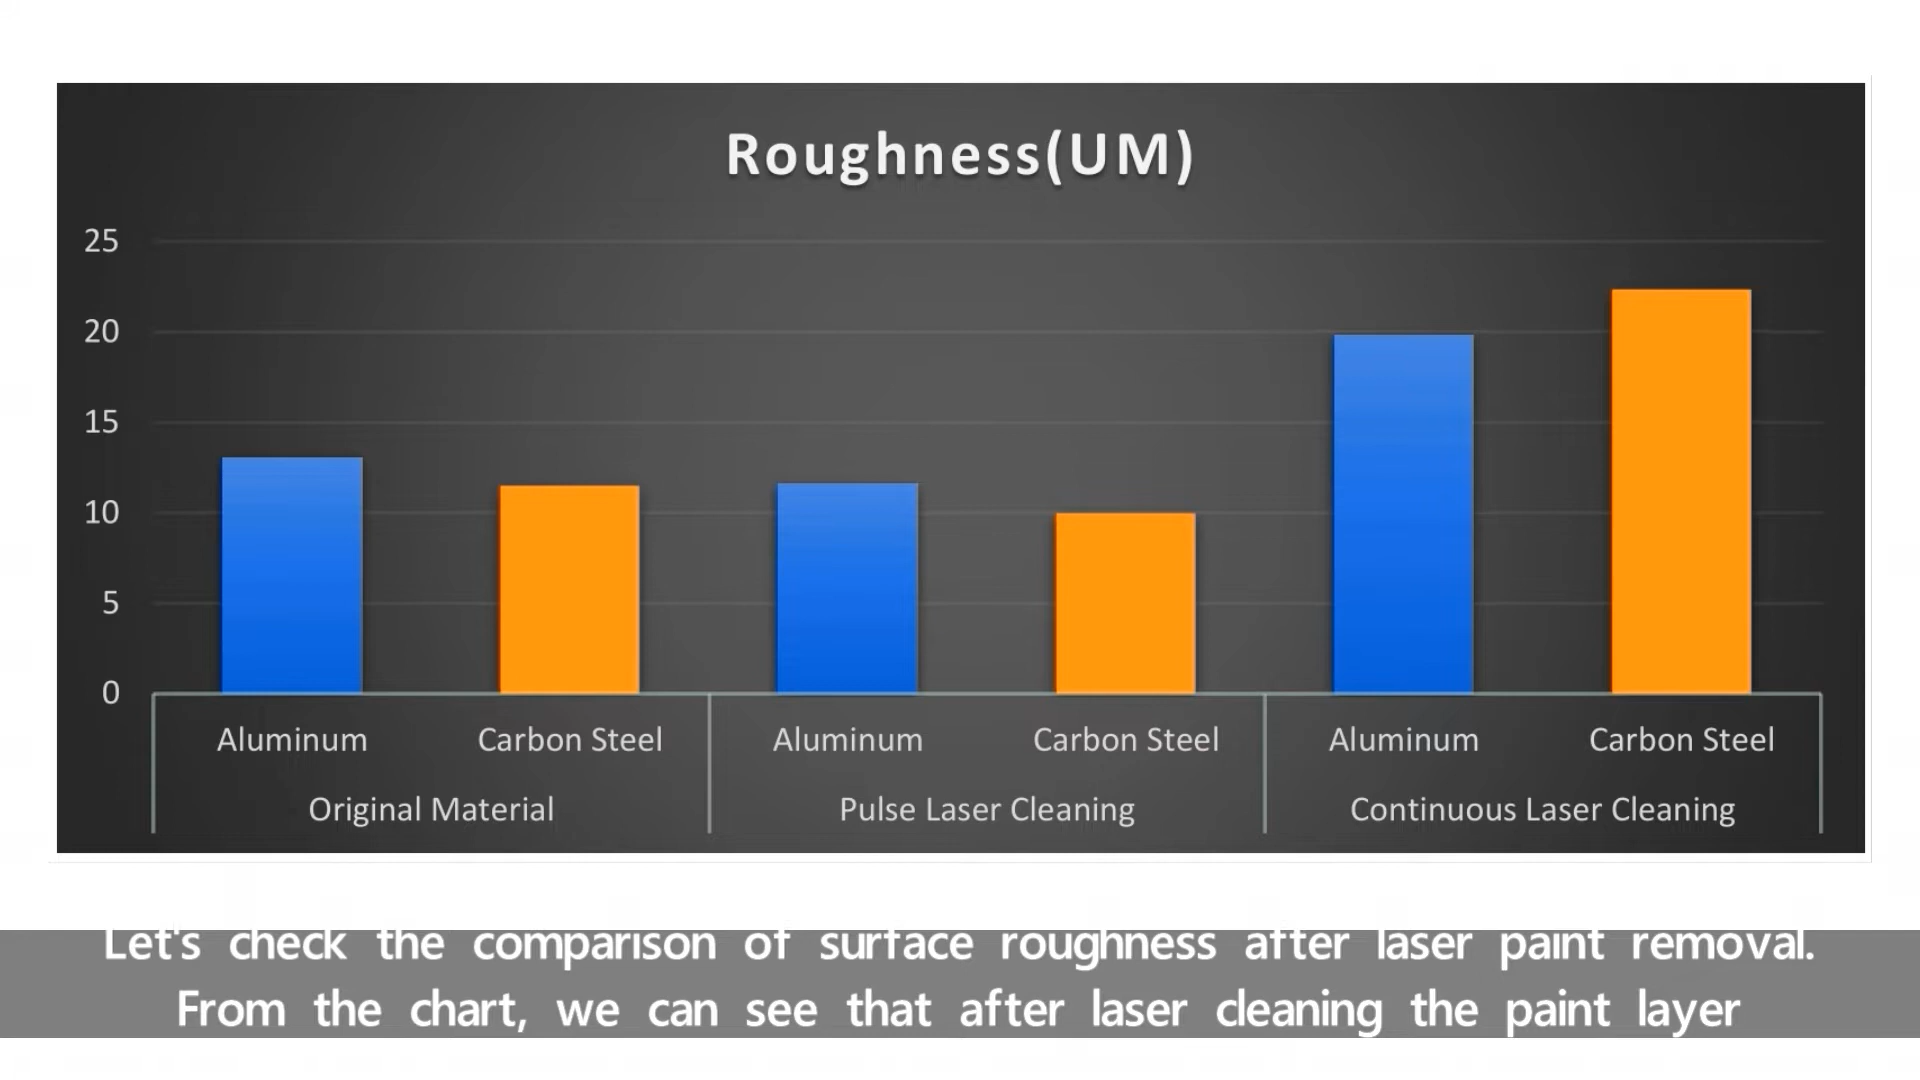 Roughness(UM)
25
20
15
10
5
0
Aluminum Carbon Steel Aluminum Carbon Steel Aluminum Carbon Steel
Original Material Pulse Laser Cleaning Continuous Laser Cleaning
Let's check the comparison of surface roughness after laser paint removal.
From the chart, we can see that after laser cleaning the paint layer